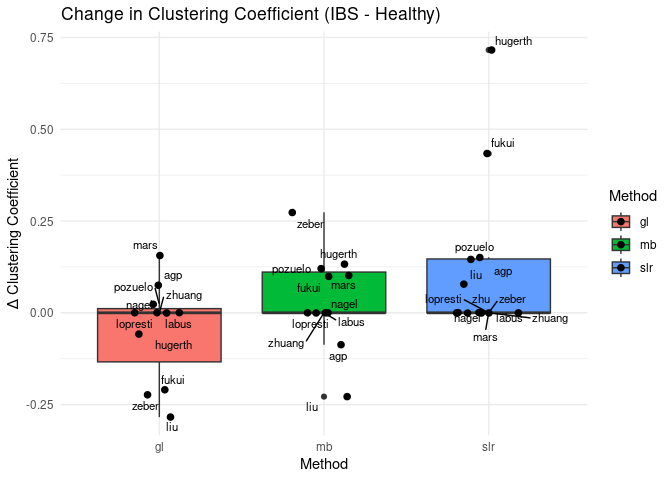 Change in Clustering Coefficient (IBS - Healthy)
Δ Clustering Coefficient
0.75
0.50
0.25
0.00
-0.25
hugerth
fukui
mars
agp
pozuelo
zhuang
nagel
lopresti
labus
hugerth
fukui
zeber
liu
zeber
hugerth
pozuelo
fukui
mars
nagel
lopresti
labus
zhuang
agp
liu
pozuelo
liu
agp
lopresti
zhu
zeber
nagel
labus
zhuang
mars
gl
mb
slr
Method
Method
gl
mb
slr